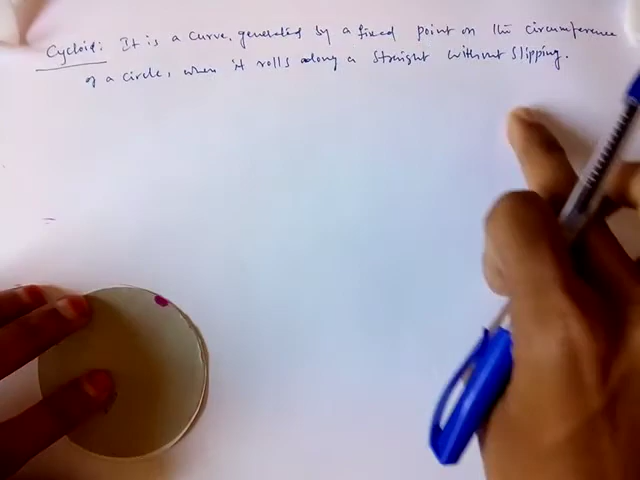 Cycloid: It is a curve, generated by a fixed point on the circumference
of a circle, when it rolls along a straight without slipping.